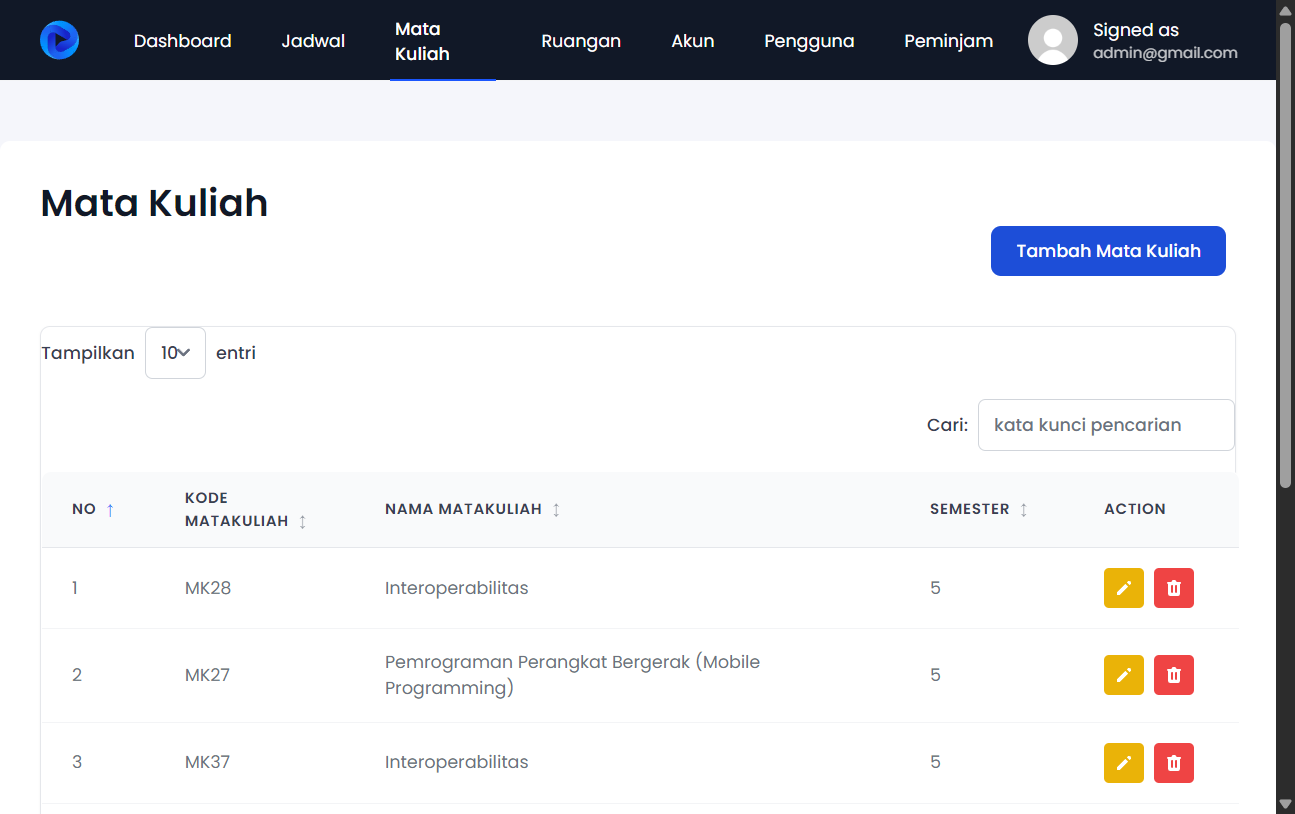 Dashboard Jadwal Mata Kuliah Ruangan Akun Pengguna Peminjam Signed as
admin@gmail.com
Mata Kuliah
Tambah Mata Kuliah
Tampilkan 10 entri
Cari: kata kunci pencarian
NO ↑ KODE MATAKULIAH ↕ NAMA MATAKULIAH ↕ SEMESTER ↕ ACTION
1 MK28 Interoperabilitas 5
2 MK27 Pemrograman Perangkat Bergerak (Mobile
Programming) 5
3 MK37 Interoperabilitas 5